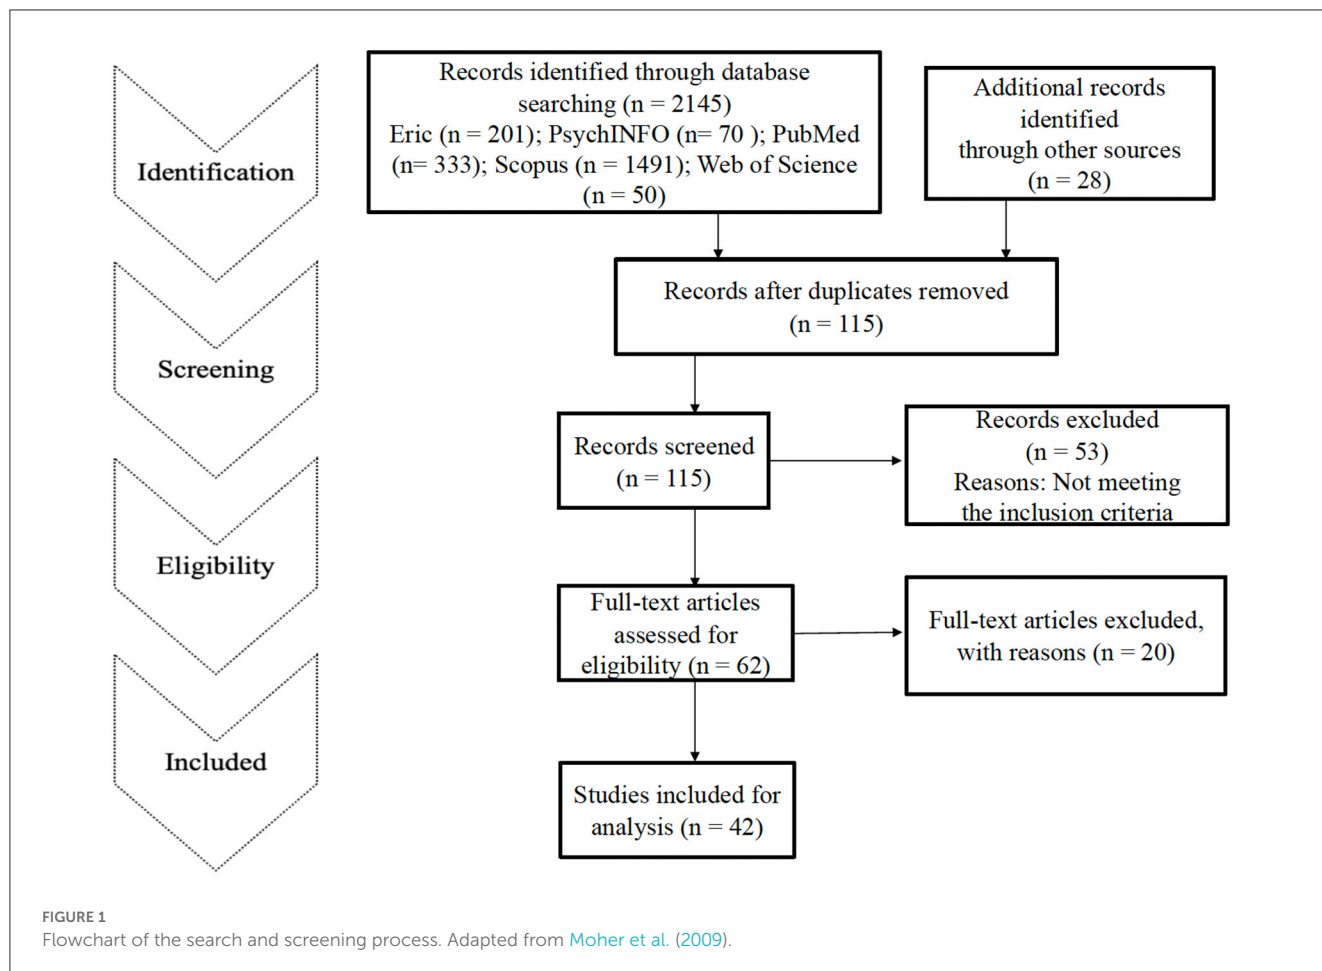 Identification
Screening
Eligibility
Included
Records identified through database
searching (n = 2145)
Eric (n = 201); PsychINFO (n= 70 ); PubMed
(n= 333); Scopus (n = 1491); Web of Science
(n = 50)
Additional records
identified
through other sources
(n = 28)
Records after duplicates removed
(n = 115)
Records screened
(n = 115)
Records excluded
(n = 53)
Reasons: Not meeting
the inclusion criteria
Full-text articles
assessed for
eligibility (n = 62)
Full-text articles excluded,
with reasons (n = 20)
Studies included for
analysis (n = 42)
FIGURE 1
Flowchart of the search and screening process. Adapted from Moher et al. (2009).